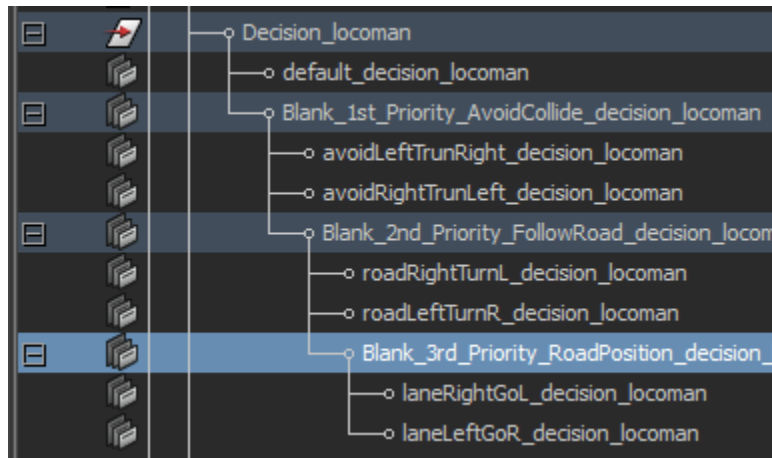 Decision_locoman
default_decision_locoman
Blank_1st_Priority_AvoidCollide_decision_locoman
avoidLeftTrunRight_decision_locoman
avoidRightTrunLeft_decision_locoman
Blank_2nd_Priority_FollowRoad_decision_locom
roadRightTurnL_decision_locoman
roadLeftTurnR_decision_locoman
Blank_3rd_Priority_RoadPosition_decision_
laneRightGoL_decision_locoman
laneLeftGoR_decision_locoman